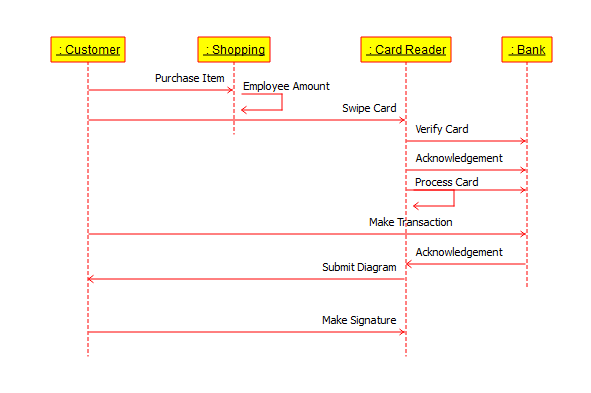 : Customer
: Shopping
: Card Reader
: Bank
Purchase Item
Employee Amount
Swipe Card
Verify Card
Acknowledgement
Process Card
Make Transaction
Acknowledgement
Submit Diagram
Make Signature